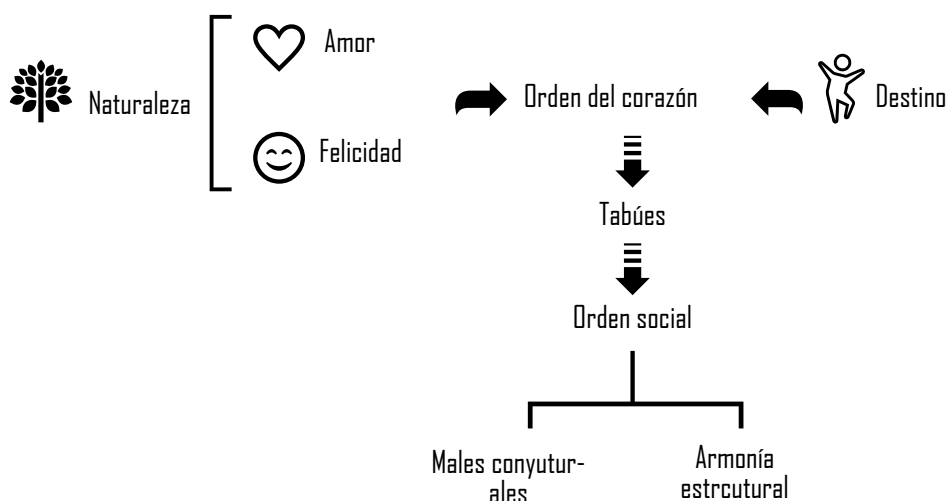 Naturaleza
Amor
Felicidad
Orden del corazón
Destino
Tabúes
Orden social
Males conyutur-
ales
Armonía
estrcutural